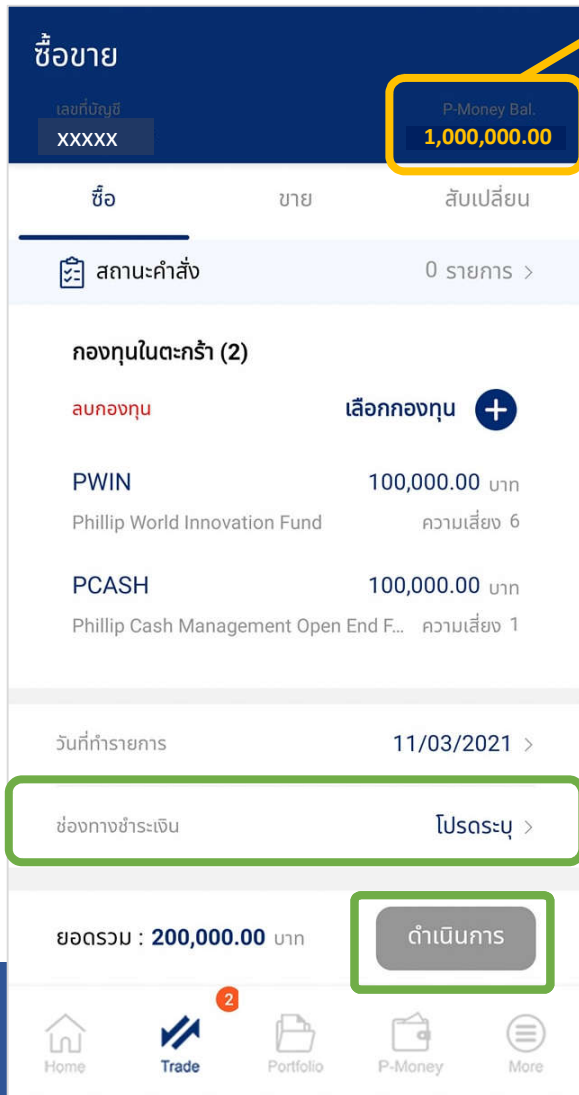 ซื้อขาย
เลขที่บัญชี P-Money Bal.
XXXXX 1,000,000.00
ซื้อ ขาย สับเปลี่ยน
สถานะคำสั่ง 0 รายการ >
กองทุนในตะกร้า (2)
ลบกองทุน เลือกกองทุน +
PWIN 100,000.00 บาท
Phillip World Innovation Fund ความเสี่ยง 6
PCASH 100,000.00 บาท
Phillip Cash Management Open End F... ความเสี่ยง 1
วันที่ทำรายการ 11/03/2021 >
ช่องทางชำระเงิน โปรดระบุ >
ยอดรวม : 200,000.00 บาท ดำเนินการ
2
Home Trade Portfolio P-Money More